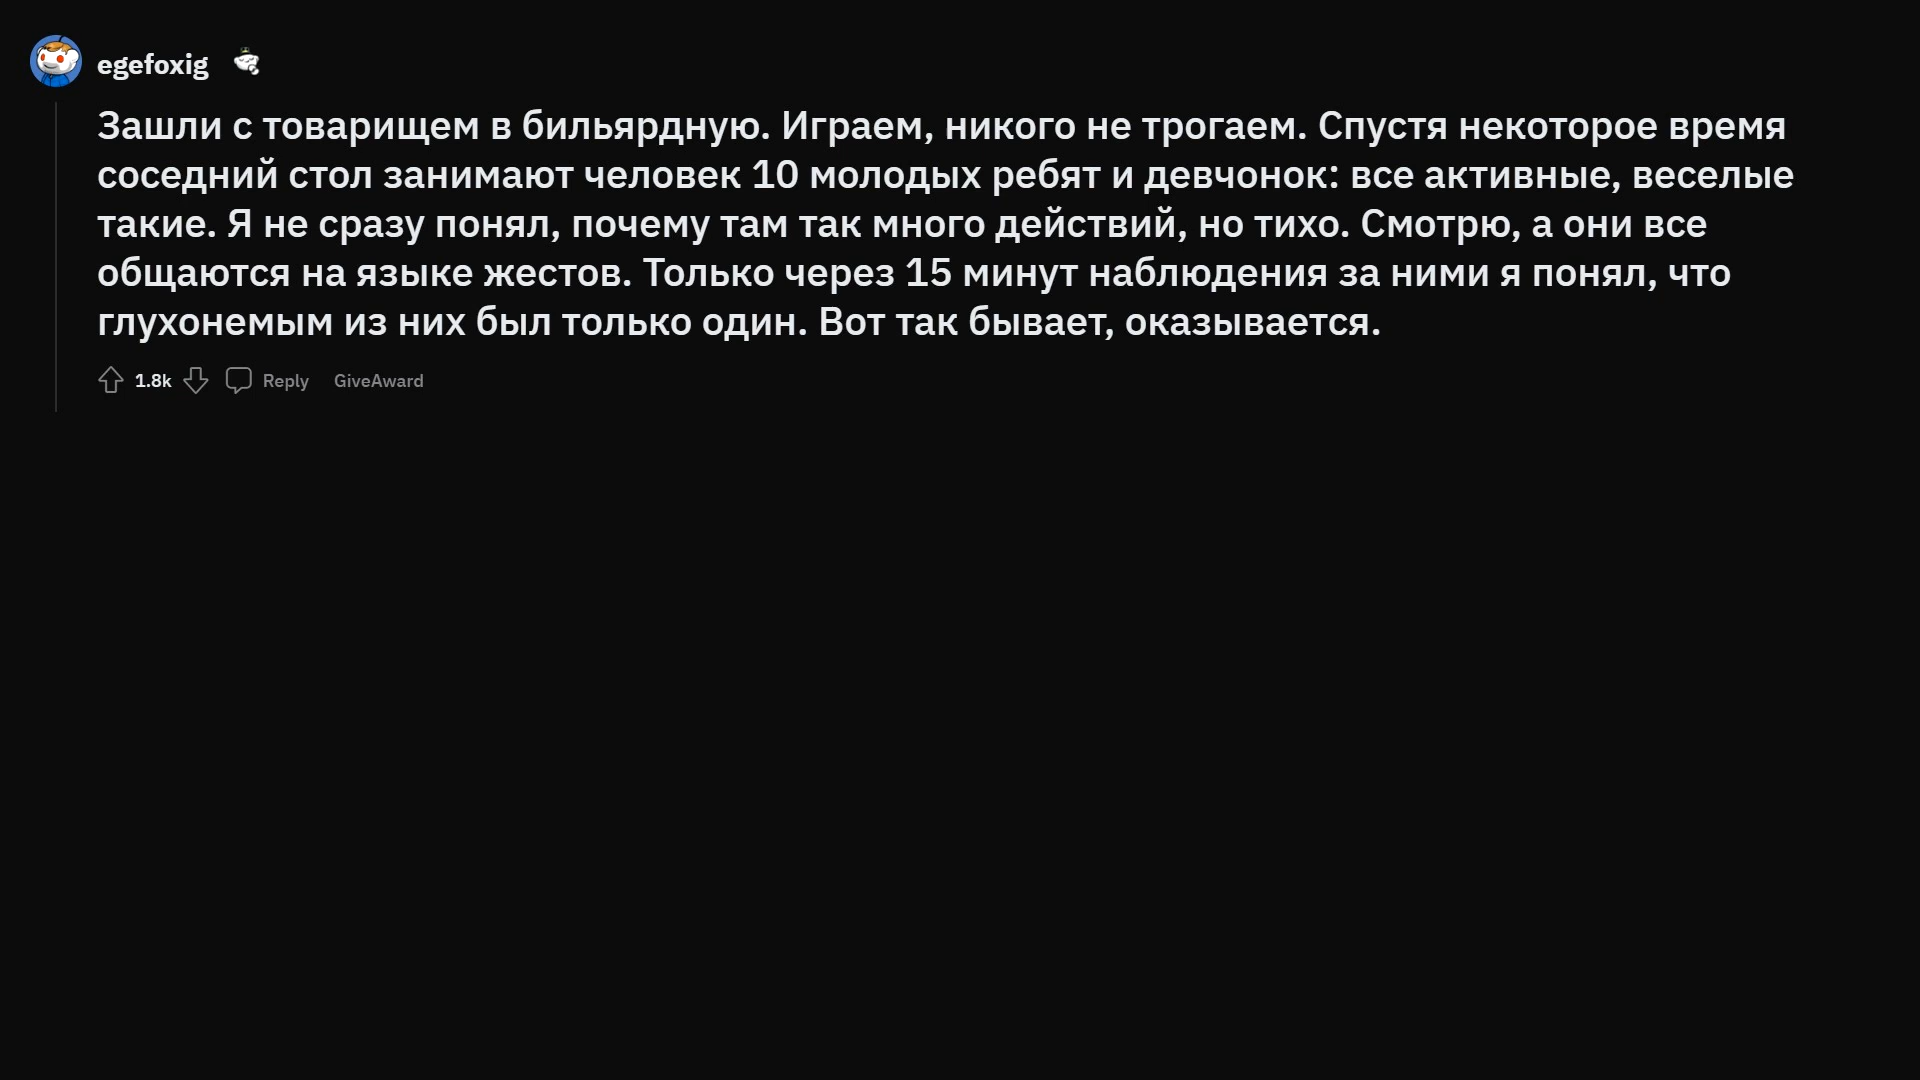 egefoxig
Зашли с товарищем в бильярдную. Играем, никого не трогаем. Спустя некоторое время
соседний стол занимают человек 10 молодых ребят и девчонок: все активные, веселые
такие. Я не сразу понял, почему там так много действий, но тихо. Смотрю, а они все
общаются на языке жестов. Только через 15 минут наблюдения за ними я понял, что
глухонемым из них был только один. Вот так бывает, оказывается.
1.8k Reply GiveAward